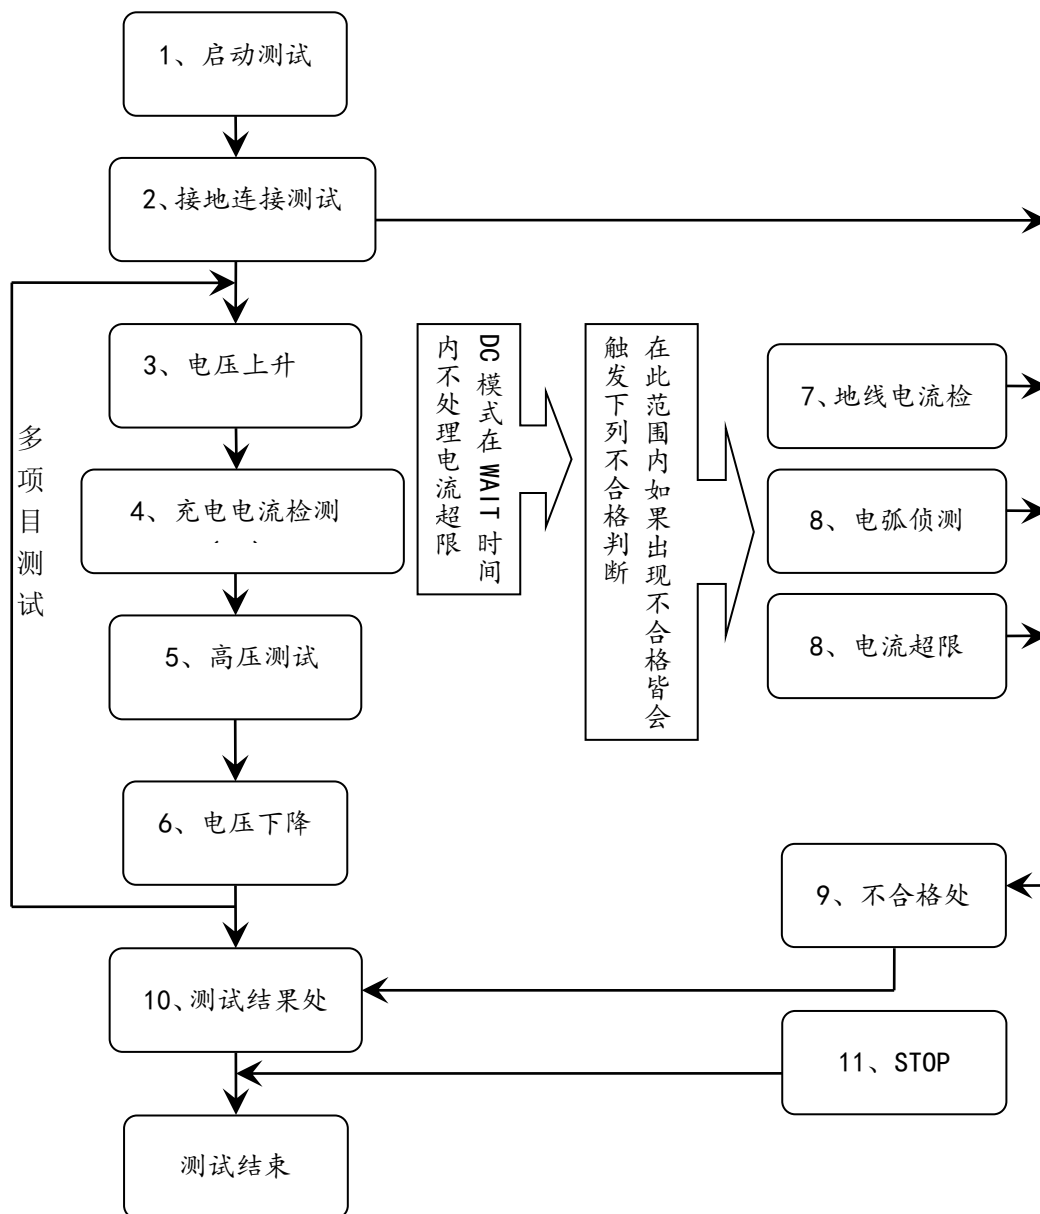 1、启动测试
2、接地连接测试
3、电压上升
4、充电电流检测
5、高压测试
6、电压下降
多项目测试
DC 模式在 WAIT 时间
内不处理电流超限
在此范围内如果出现不合格皆会
触发下列不合格判断
7、地线电流检
8、电弧侦测
8、电流超限
9、不合格处
10、测试结果处
11、STOP
测试结束